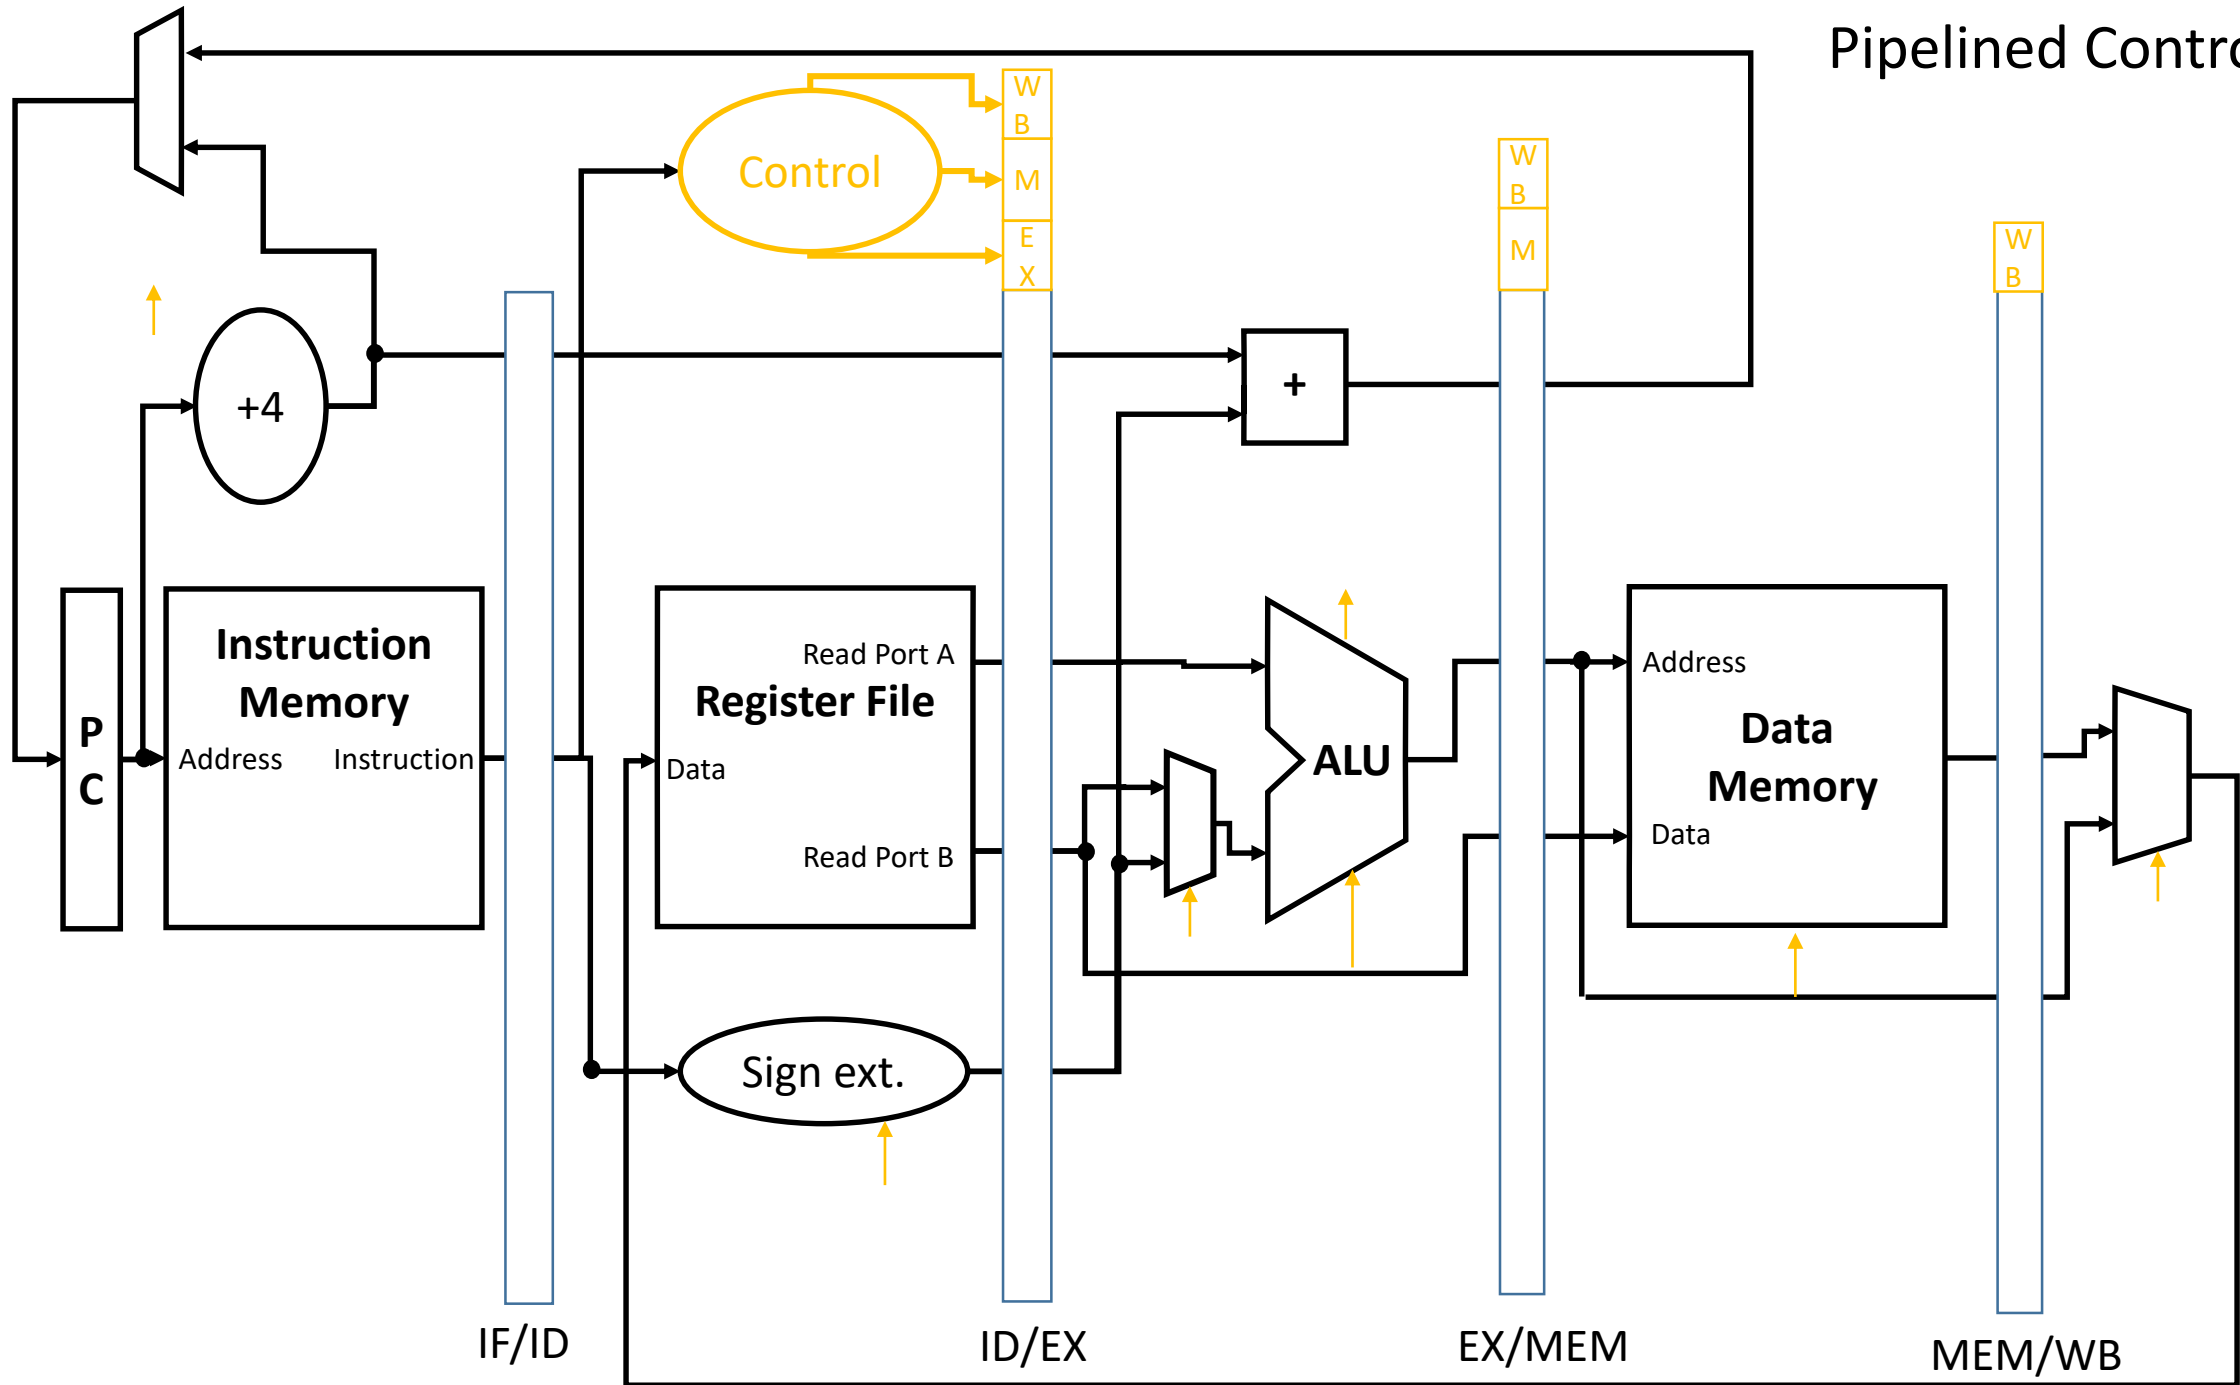 Pipelined Contro
W
B
M
E
X
Control
W
B
M
W
B
+4
+
P
C
Instruction
Memory
Address
Instruction
Read Port A
Register File
Data
Read Port B
ALU
Address
Data
Memory
Data
Sign ext.
IF/ID
ID/EX
EX/MEM
MEM/WB